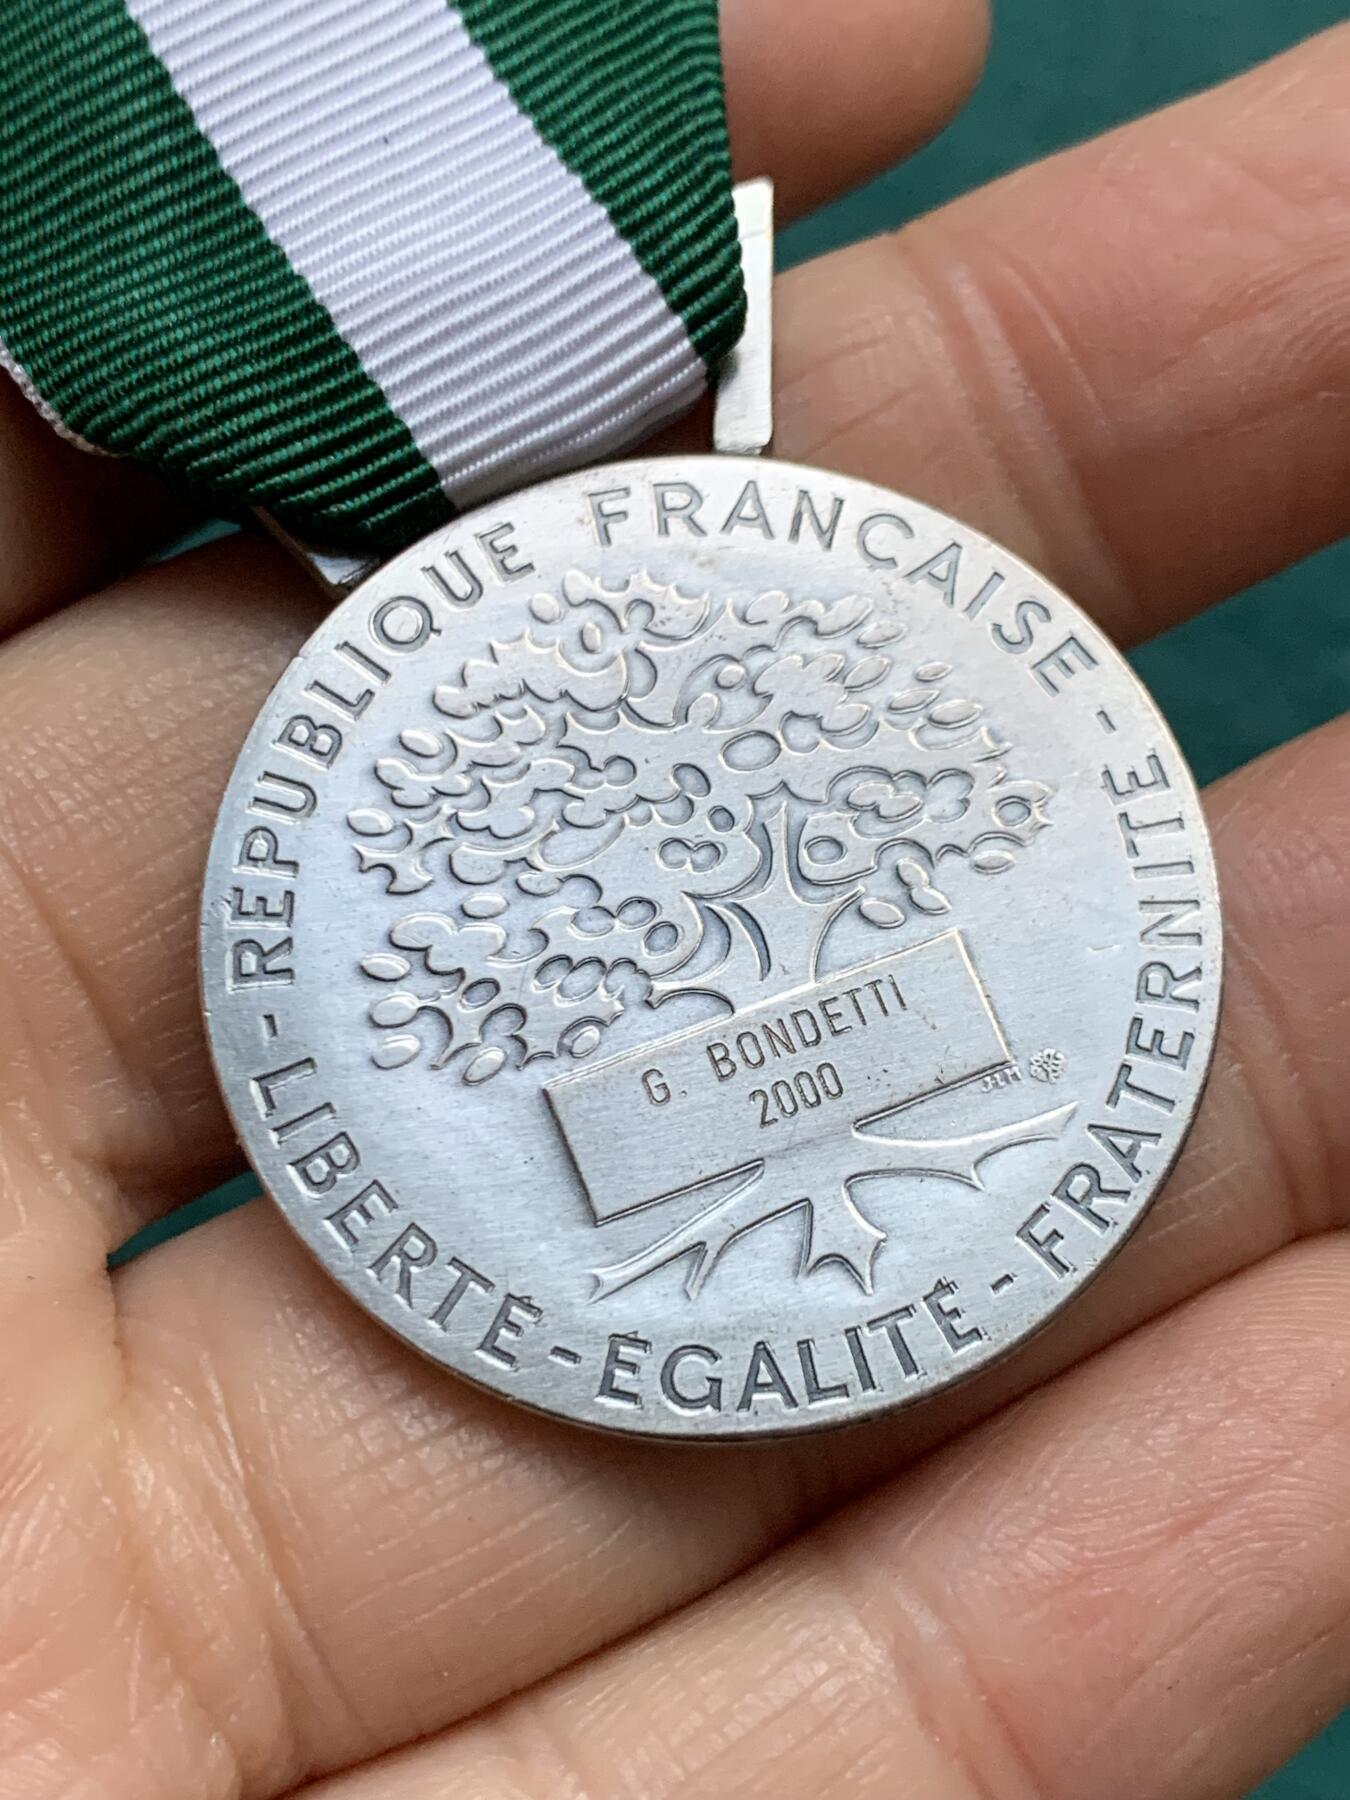 RÉPUBLIQUE FRANÇAISE - LIBERTÉ - ÉGALITÉ - FRATERNITÉ -
G. BONDETTI
2000